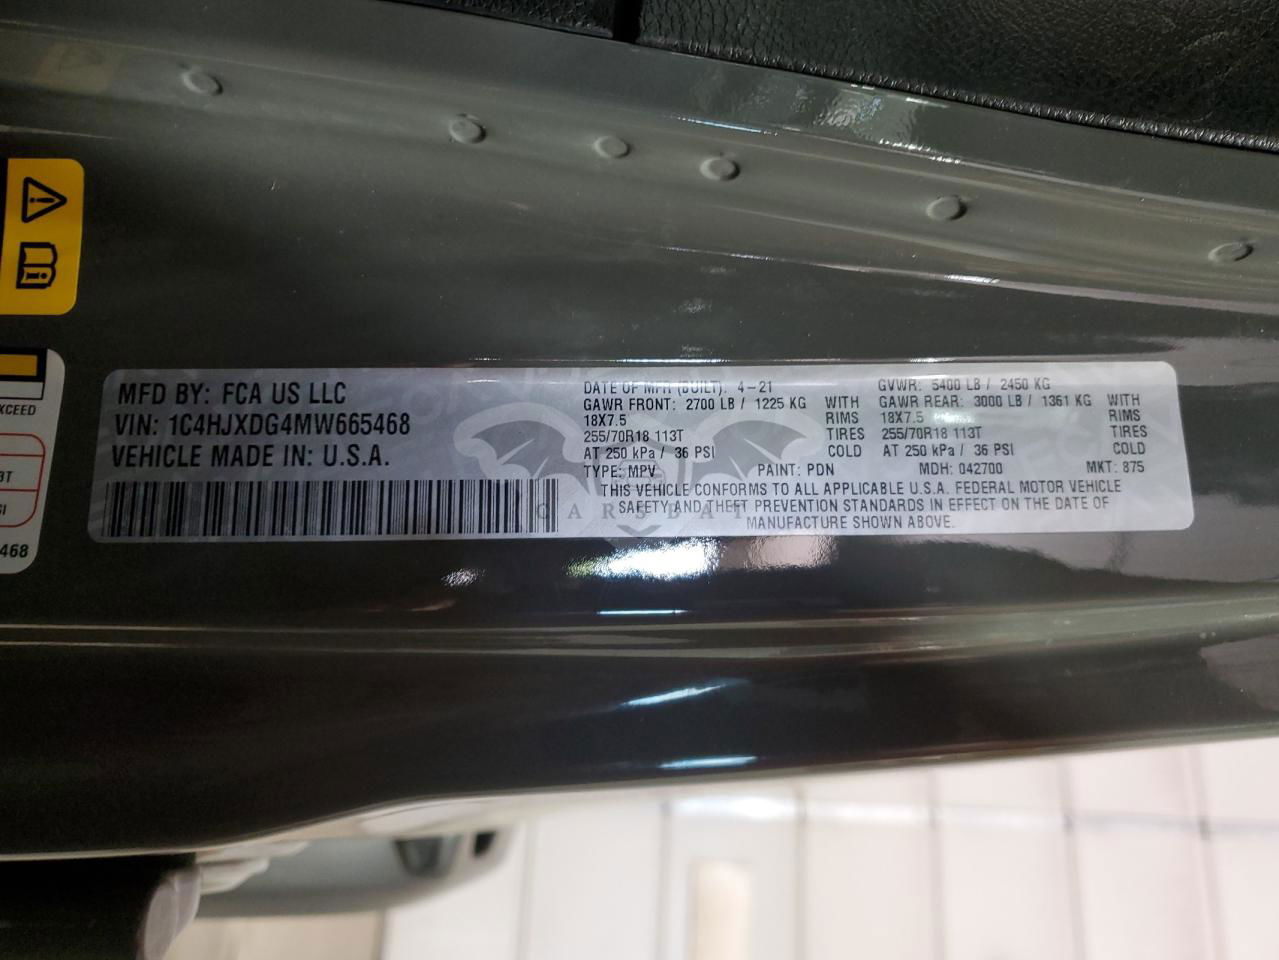 MFD BY: FCA US LLC
VIN: 1C4HJXDG4MW665468
VEHICLE MADE IN: U.S.A.
DATE OF MFR (BUILT). 4-21
GAWR FRONT: 2700 LB / 1225 KG WITH
18X7.5 RIMS
255/70R18 113T TIRES
AT 250 kPa / 36 PSI COLD
GVWR: 5400 LB / 2450 KG
GAWR REAR: 3000 LB / 1361 KG WITH
18X7.5 RIMS
255/70R18 113T TIRES
AT 250 kPa / 36 PSI COLD
TYPE: MPV PAINT: PDN MDH: 042700 MKT: 875
THIS VEHICLE CONFORMS TO ALL APPLICABLE U.S.A. FEDERAL MOTOR VEHICLE
SAFETY AND THEFT PREVENTION STANDARDS IN EFFECT ON THE DATE OF
MANUFACTURE SHOWN ABOVE.
XCEED
3T
SI
468